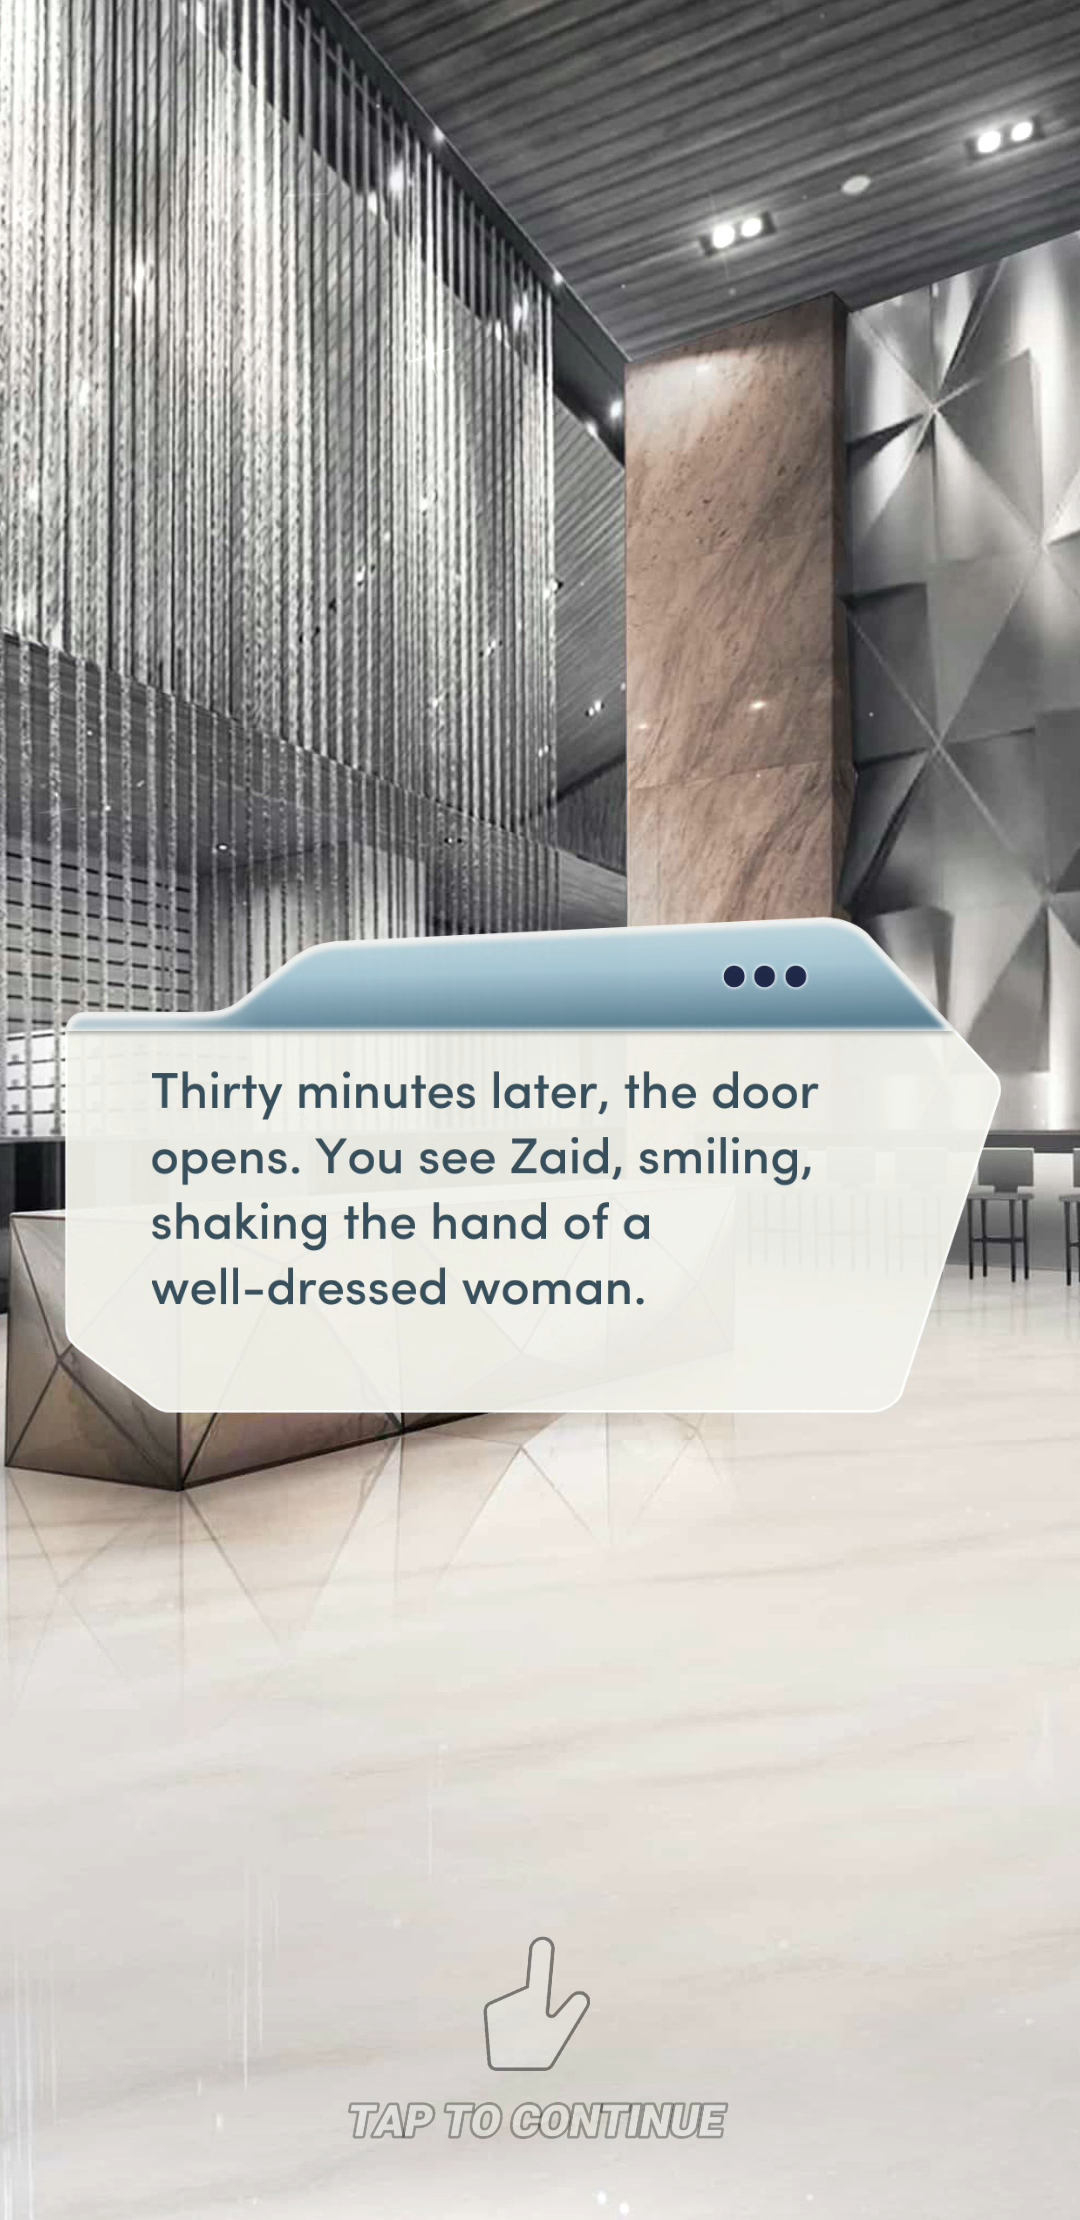 Thirty minutes later, the door
opens. You see Zaid, smiling,
shaking the hand of a
well-dressed woman.
TAP TO CONTINUE